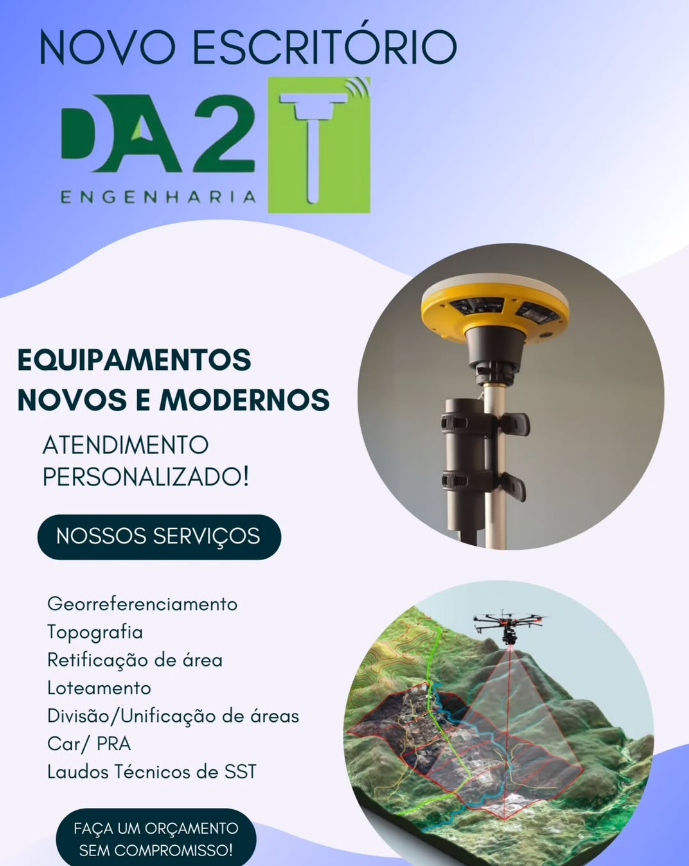 NOVO ESCRITÓRIO
DA2T
ENGENHARIA
EQUIPAMENTOS
NOVOS E MODERNOS
ATENDIMENTO
PERSONALIZADO!
NOSSOS SERVIÇOS
Georreferenciamento
Topografia
Retificação de área
Loteamento
Divisão/Unificação de áreas
Car/ PRA
Laudos Técnicos de SST
FAÇA UM ORÇAMENTO
SEM COMPROMISSO!